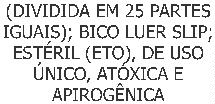 (DIVIDIDA EM 25 PARTES
IGUAIS); BICO LUER SLIP;
ESTÉRIL (ETO), DE USO
ÚNICO, ATÓXICA E
APIROGÊNICA